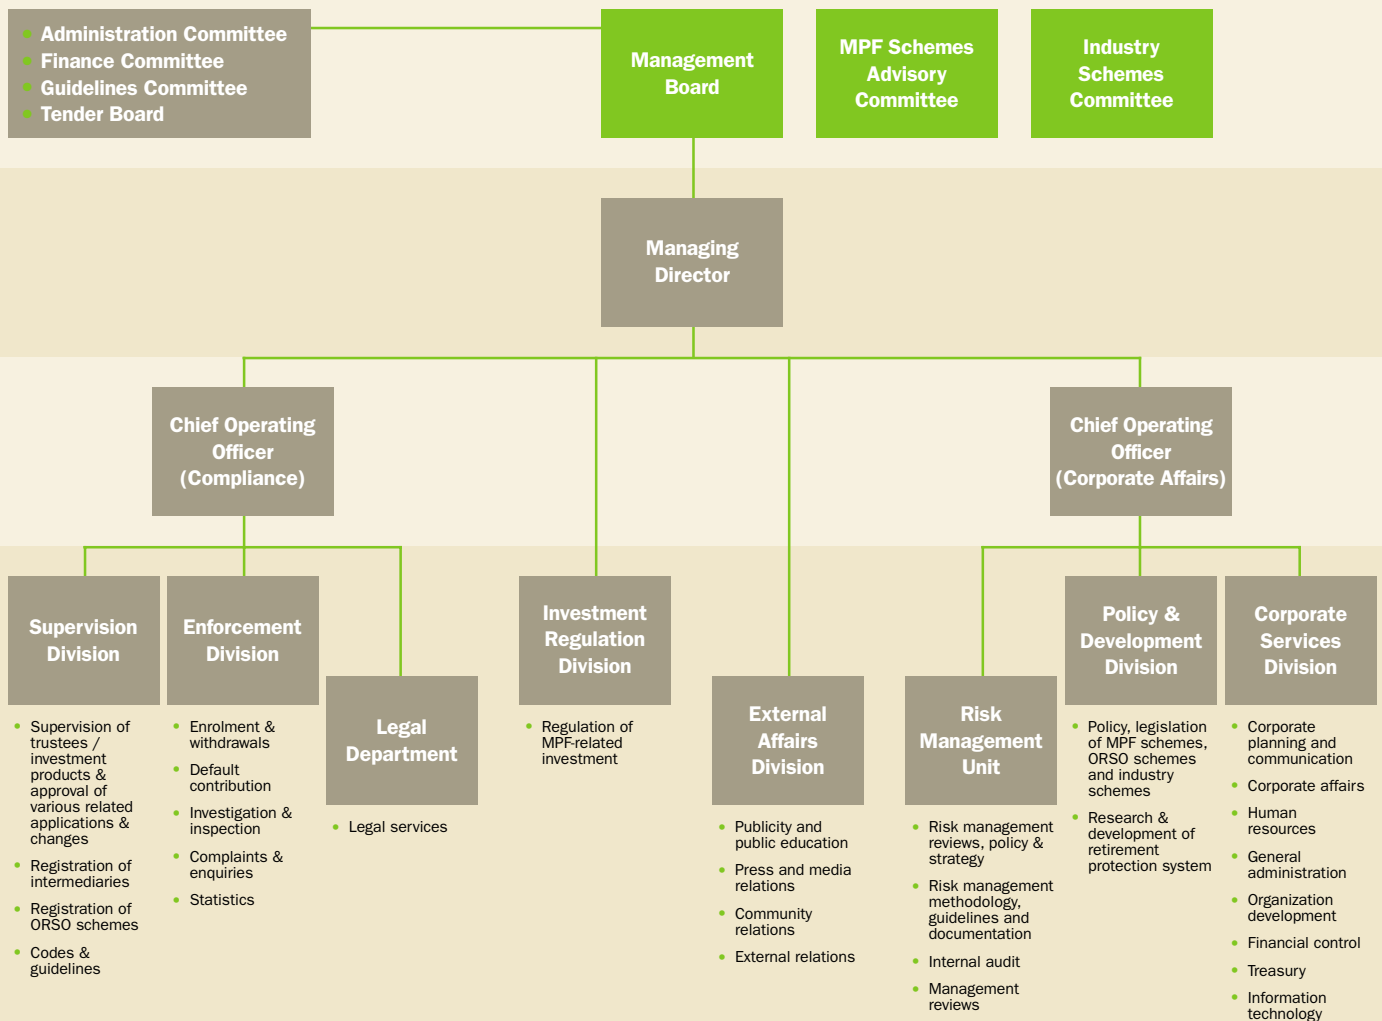 • Administration Committee
• Finance Committee
• Guidelines Committee
• Tender Board
Management
Board
MPF Schemes
Advisory
Committee
Industry
Schemes
Committee
Managing
Director
Chief Operating
Officer
(Compliance)
Chief Operating
Officer
(Corporate Affairs)
Supervision
Division
• Supervision of
trustees /
investment
products &
approval of
various related
applications &
changes
• Registration of
intermediaries
• Registration of
ORSO schemes
• Codes &
guidelines
Enforcement
Division
• Enrolment &
withdrawals
• Default
contribution
• Investigation &
inspection
• Complaints &
enquiries
• Statistics
Legal
Department
• Legal services
Investment
Regulation
Division
• Regulation of
MPF-related
investment
External
Affairs
Division
• Publicity and
public education
• Press and media
relations
• Community
relations
• External relations
Risk
Management
Unit
• Risk management
reviews, policy &
strategy
• Risk management
methodology,
guidelines and
documentation
• Internal audit
• Management
reviews
Policy &
Development
Division
• Policy, legislation
of MPF schemes,
ORSO schemes
and industry
schemes
• Research &
development of
retirement
protection system
Corporate
Services
Division
• Corporate
planning and
communication
• Corporate affairs
• Human
resources
• General
administration
• Organization
development
• Financial control
• Treasury
• Information
technology